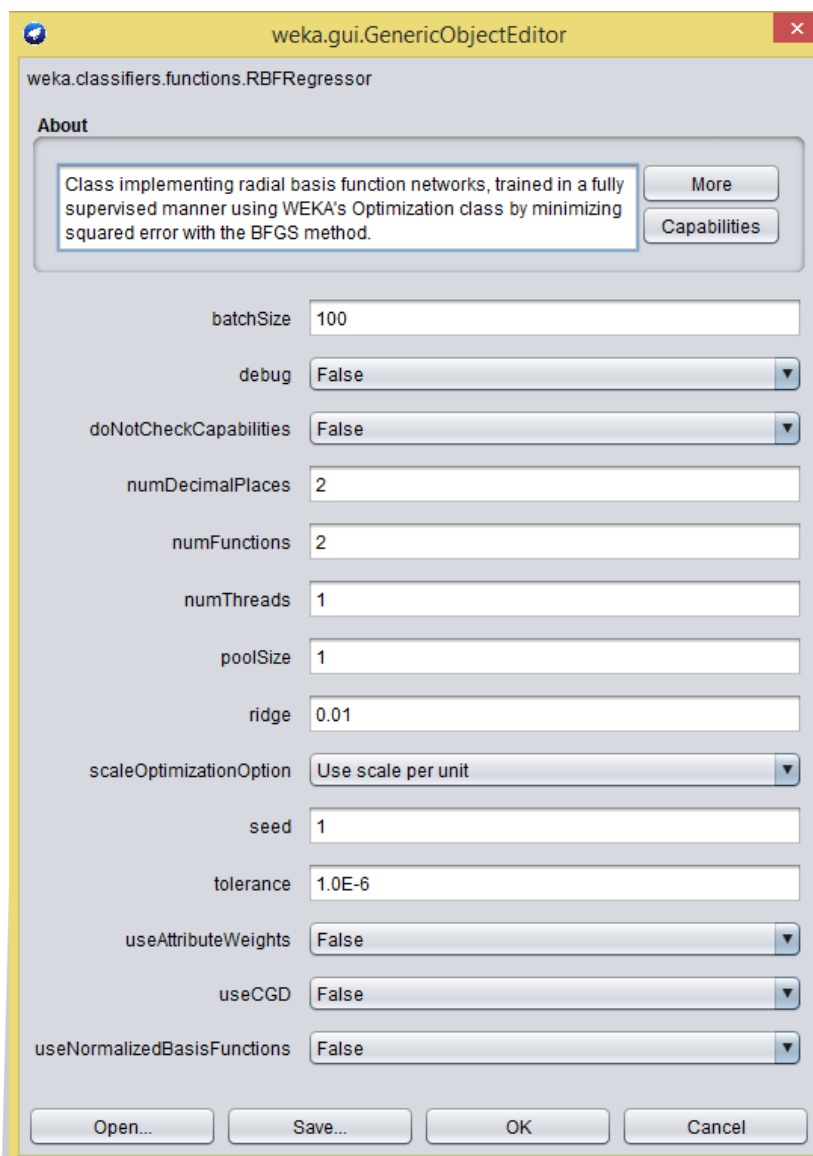 weka.gui.GenericObjectEditor
weka.classifiers.functions.RBFRegressor
About
Class implementing radial basis function networks, trained in a fully
supervised manner using WEKA's Optimization class by minimizing
squared error with the BFGS method.
More
Capabilities
batchSize 100
debug False
doNotCheckCapabilities False
numDecimalPlaces 2
numFunctions 2
numThreads 1
poolSize 1
ridge 0.01
scaleOptimizationOption Use scale per unit
seed 1
tolerance 1.0E-6
useAttributeWeights False
useCGD False
useNormalizedBasisFunctions False
Open... Save... OK Cancel